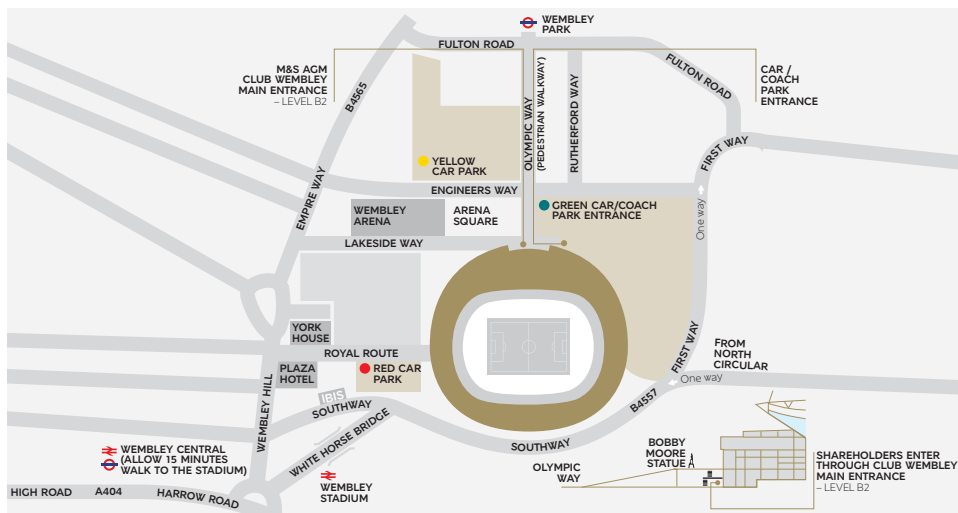 WEMBLEY
PARK
FULTON ROAD
M&S AGM
CLUB WEMBLEY
MAIN ENTRANCE
– LEVEL B2
CAR /
COACH
PARK
ENTRANCE
FULTON ROAD
B4565
OLYMPIC WAY
(PEDESTRIAN WALKWAY)
RUTHERFORD WAY
FIRST WAY
YELLOW
CAR PARK
ENGINEERS WAY
EMPIRE WAY
WEMBLEY
ARENA
ARENA
SQUARE
GREEN CAR/COACH
PARK ENTRANCE
One way
LAKESIDE WAY
YORK
HOUSE
ROYAL ROUTE
PLAZA
HOTEL
RED CAR
PARK
FIRST WAY
FROM
NORTH
CIRCULAR
One way
IBIS
SOUTHWAY
B4557
WEMBLEY HILL
WHITE HORSE BRIDGE
SOUTHWAY
WEMBLEY CENTRAL
(ALLOW 15 MINUTES
WALK TO THE STADIUM)
WEMBLEY
STADIUM
HIGH ROAD
A404
HARROW ROAD
OLYMPIC
WAY
BOBBY
MOORE
STATUE
SHAREHOLDERS ENTER
THROUGH CLUB WEMBLEY
MAIN ENTRANCE
– LEVEL B2